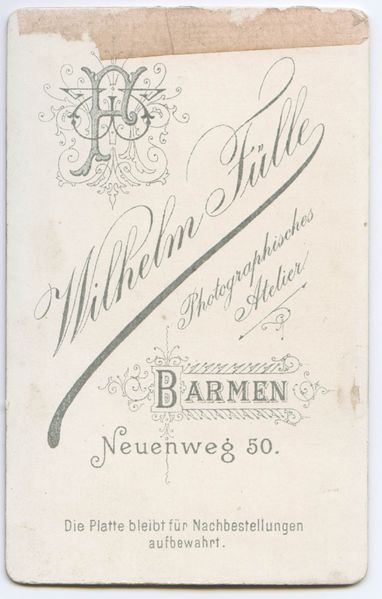 Wilhelm Fülle
Photographisches
Atelier
BARMEN
Neuenweg 50.
Die Platte bleibt für Nachbestellungen
aufbewahrt.